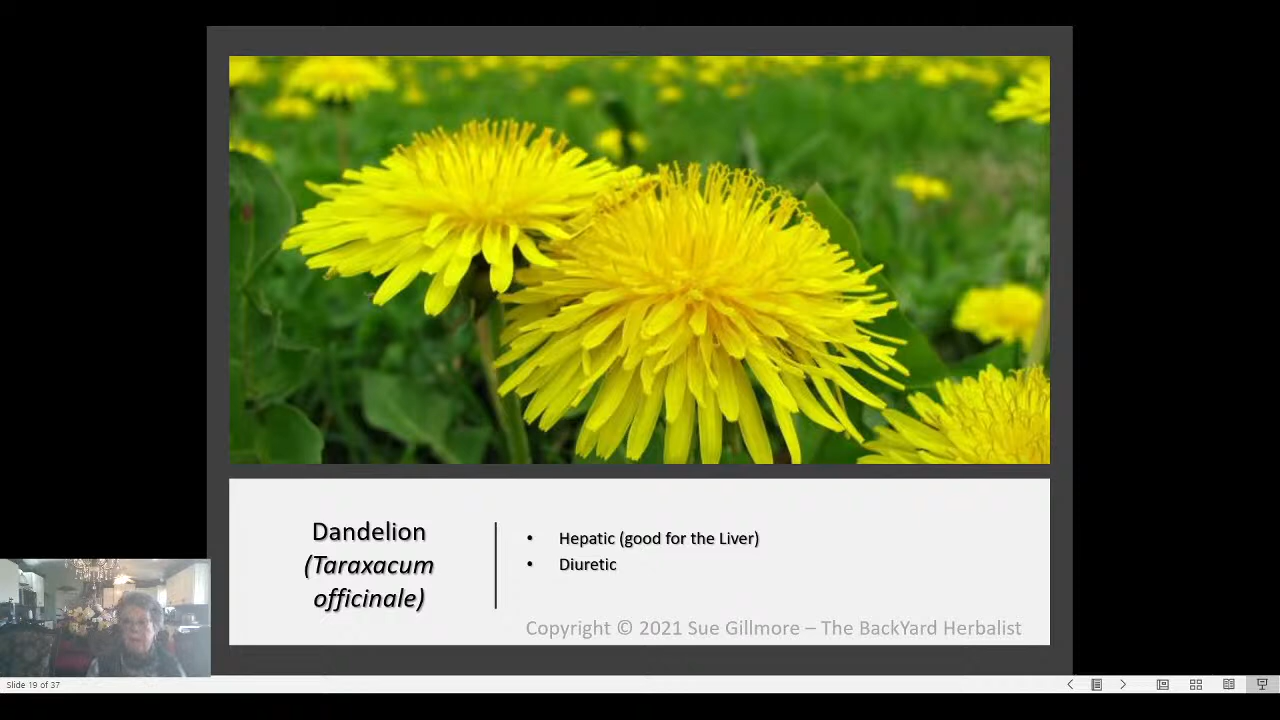 Dandelion
(Taraxacum
officinale)
• Hepatic (good for the Liver)
• Diuretic
Copyright © 2021 Sue Gillmore – The BackYard Herbalist
Slide 19 of 37